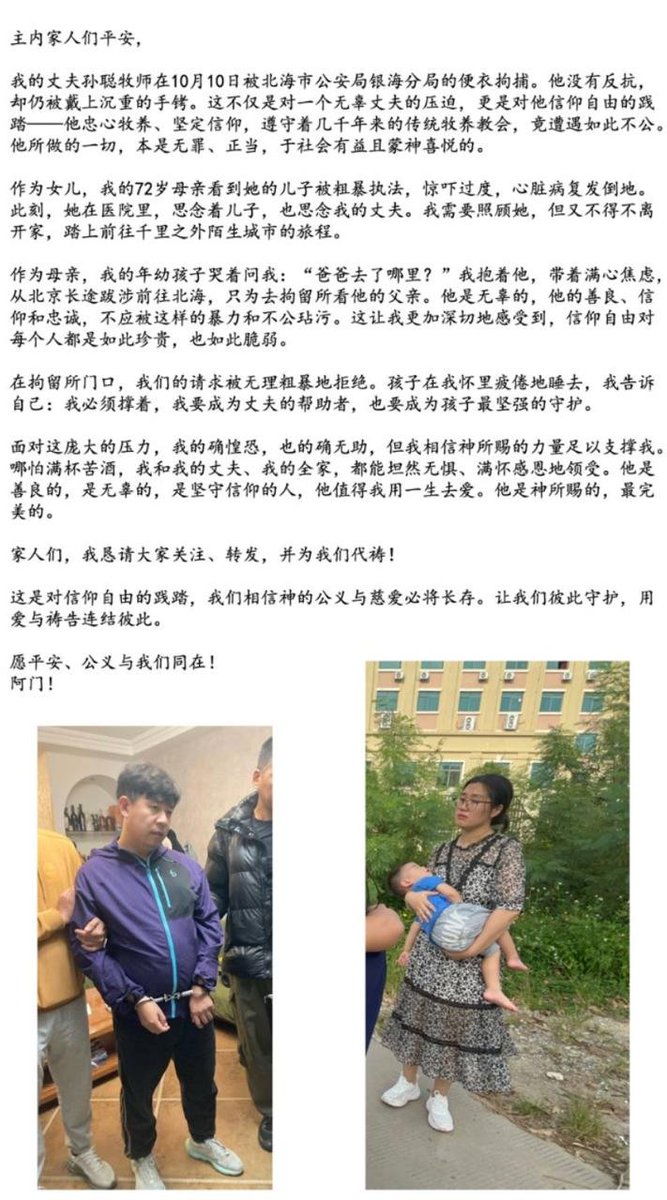 主内家人们平安，
我的丈夫孙聪牧师在10月10日被北海市公安局银海分局的便衣拘捕。他没有反抗，
却仍被戴上沉重的手铐。这不仅是对一个无辜丈夫的压迫，更是对他信仰自由的践
踏——他忠心牧养、坚定信仰，遵守着几千年来的传统牧养教会，竟遭遇如此不公。
他所做的一切，本是无罪、正当，于社会有益且蒙神喜悦的。
作为女儿，我的72岁母亲看到她的儿子被粗暴执法，惊吓过度，心脏病复发倒地。
此刻，她在医院里，思念着儿子，也思念我的丈夫。我需要照顾她，但又不得不离
开家，踏上前往千里之外陌生城市的旅程。
作为母亲，我的年幼孩子哭着问我：“爸爸去了哪里？”我抱着他，带着满心焦虑，
从北京长途跋涉前往北海，只为去拘留所看他的父亲。他是无辜的，他的善良、信
仰和忠诚，不应被这样的暴力和不公玷污。这让我更加深切地感受到，信仰自由对
每个人都是如此珍贵，也如此脆弱。
在拘留所门口，我们的请求被无理粗暴地拒绝。孩子在我怀里疲倦地睡去，我告诉
自己：我必须撑着，我要成为丈夫的帮助者，也要成为孩子最坚强的守护。
面对这庞大的压力，我的确惶恐，也的确无助，但我相信神所赐的力量足以支撑我。
哪怕满杯苦酒，我和我的丈夫、我的全家，都能坦然无惧、满怀感恩地领受。他是
善良的，是无辜的，是坚守信仰的人，他值得我用一生去爱。他是神所赐的，最完
美的。
家人们，我恳请大家关注、转发，并为我们代祷！
这是对信仰自由的践踏，我们相信神的公义与慈爱必将长存。让我们彼此守护，用
爱与祷告连结彼此。
愿平安、公义与我们同在！
阿门！